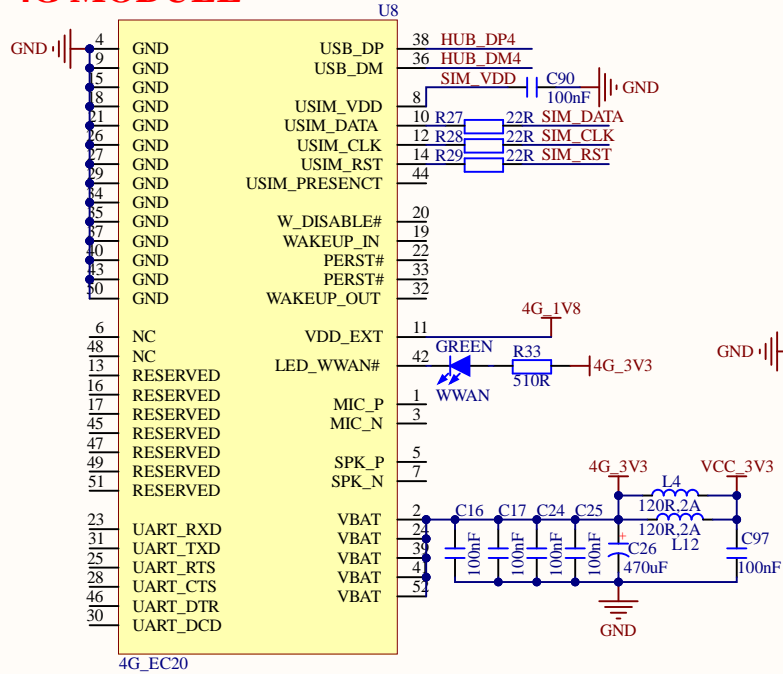 4G MODULE
U8
GND
4 GND
9 GND
15 GND
18 GND
21 GND
26 GND
27 GND
29 GND
34 GND
35 GND
37 GND
40 GND
43 GND
50 GND
6 NC
48 NC
13 RESERVED
16 RESERVED
17 RESERVED
45 RESERVED
47 RESERVED
49 RESERVED
51 RESERVED
23 UART_RXD
31 UART_TXD
25 UART_RTS
28 UART_CTS
46 UART_DTR
30 UART_DCD
USB_DP 38 HUB_DP4
USB_DM 36 HUB_DM4
SIM_VDD C90
100nF GND
USIM_VDD 8
USIM_DATA 10 R27 22R SIM_DATA
USIM_CLK 12 R28 22R SIM_CLK
USIM_RST 14 R29 22R SIM_RST
USIM_PRESENCT 44
W_DISABLE# 20
WAKEUP_IN 19
PERST# 22
PERST# 33
WAKEUP_OUT 32
4G_1V8
VDD_EXT 11
GREEN R33
LED_WWAN# 42 4G_3V3
WWAN 510R
GND
MIC_P 1
MIC_N 3
SPK_P 5
SPK_N 7
4G_3V3 VCC_3V3
L4
120R,2A
VBAT 2 C16 C17 C24 C25
120R,2A
L12
VBAT 24
VBAT 39
VBAT 41
VBAT 52
100nF 100nF 100nF 100nF
+
C26
470uF
C97
100nF
GND
4G_EC20